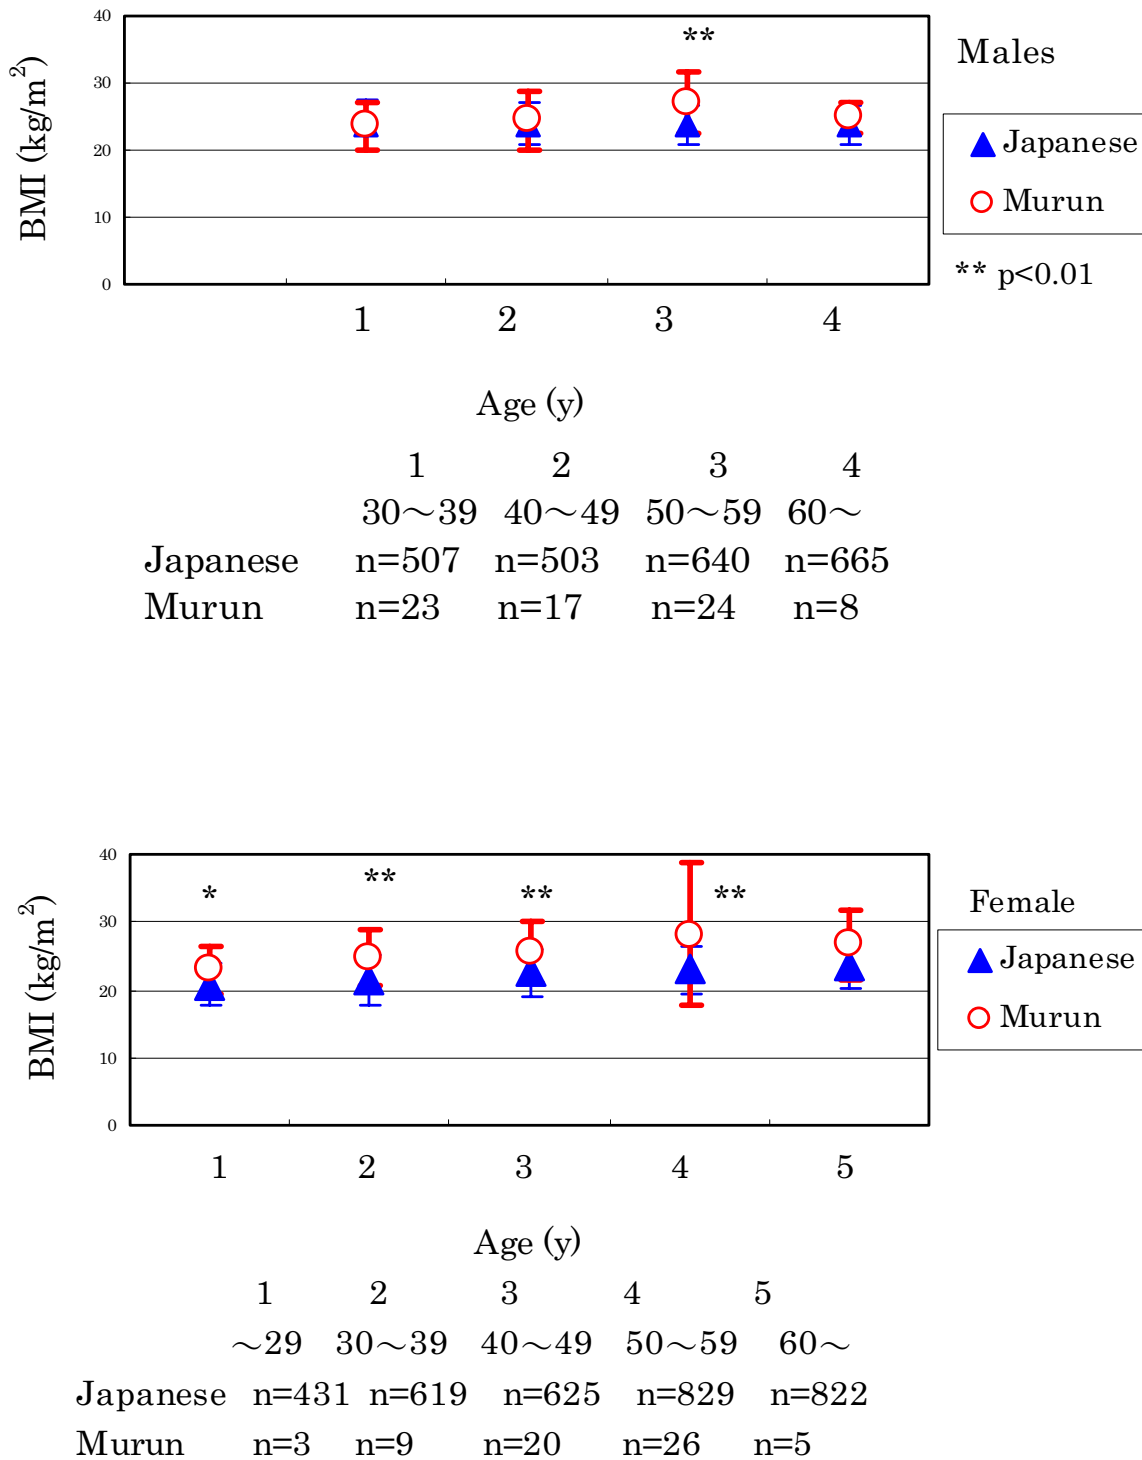 40
30
20
10
0
BMI (kg/m²)
**
Males
Japanese
Murun
** p<0.01
1 2 3 4
Age (y)
1 2 3 4
30～39 40～49 50～59 60～
Japanese n=507 n=503 n=640 n=665
Murun n=23 n=17 n=24 n=8
40
30
20
10
0
BMI (kg/m²)
* ** ** **
Female
Japanese
Murun
1 2 3 4 5
Age (y)
1 2 3 4 5
～29 30～39 40～49 50～59 60～
Japanese n=431 n=619 n=625 n=829 n=822
Murun n=3 n=9 n=20 n=26 n=5